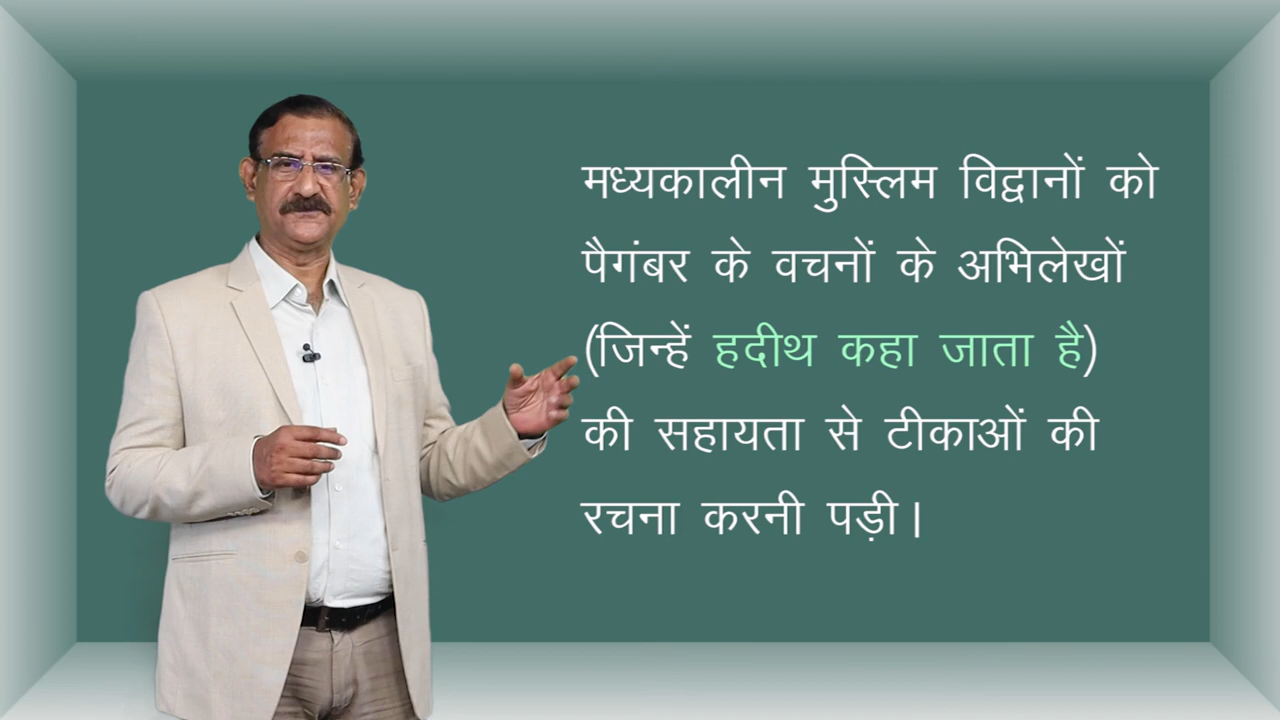 मध्यकालीन मुस्लिम विद्वानों को
पैगंबर के वचनों के अभिलेखों
(जिन्हें हदीथ कहा जाता है)
की सहायता से टीकाओं की
रचना करनी पड़ी।